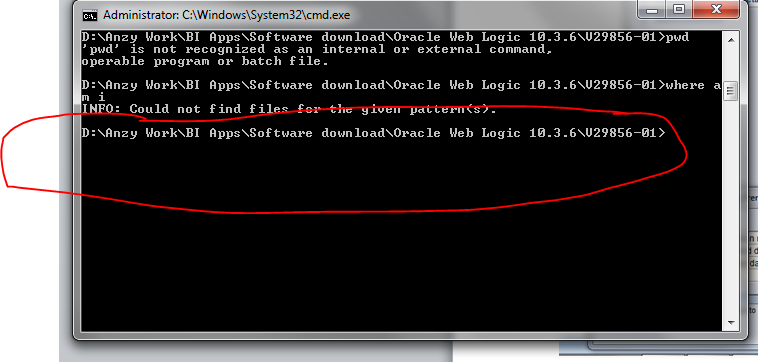 Administrator: C:\Windows\System32\cmd.exe
D:\Anzy Work\BI Apps\Software download\Oracle Web Logic 10.3.6\V29856-01>pwd
'pwd' is not recognized as an internal or external command,
operable program or batch file.
D:\Anzy Work\BI Apps\Software download\Oracle Web Logic 10.3.6\V29856-01>where a
m i
INFO: Could not find files for the given pattern(s).
D:\Anzy Work\BI Apps\Software download\Oracle Web Logic 10.3.6\V29856-01>